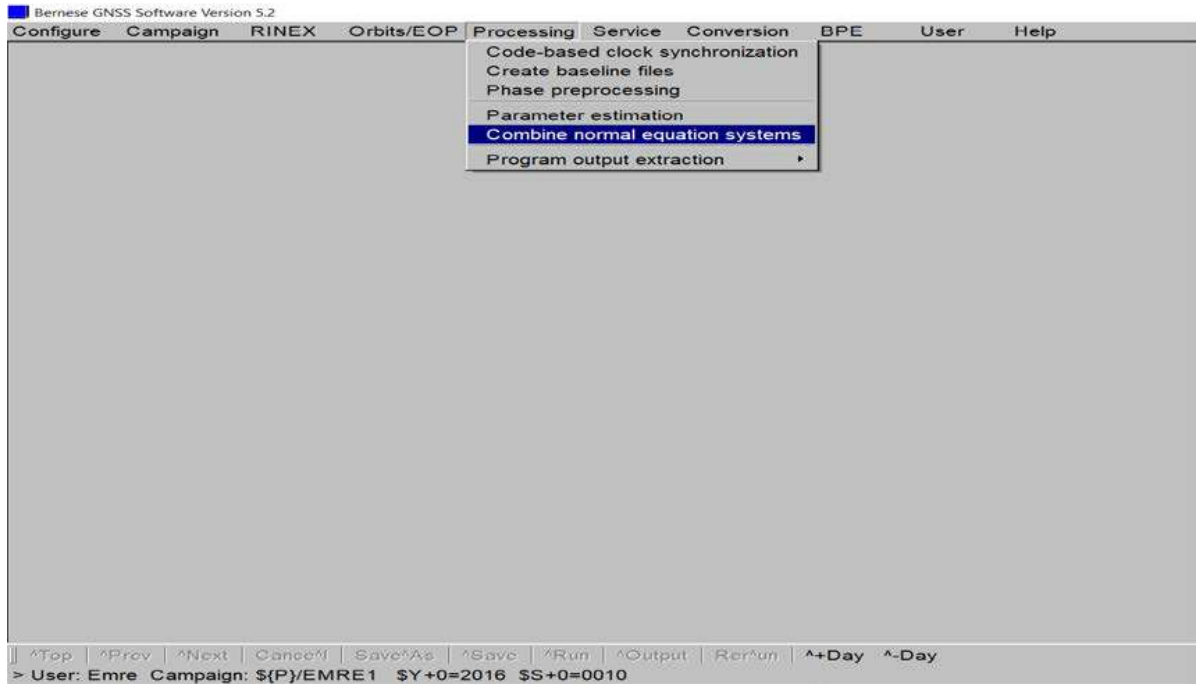 Bernese GNSS Software Version 5.2
Configure Campaign RINEX Orbits/EOP Processing Service Conversion BPE User Help
Code-based clock synchronization
Create baseline files
Phase preprocessing
Parameter estimation
Combine normal equation systems
Program output extraction
^Top | ^Prev | ^Next | Cance^l | Save^As | ^Save | ^Run | ^Output | Rer^un | ^+Day ^-Day
> User: Emre Campaign: ${P}/EMRE1 $Y+0=2016 $S+0=0010